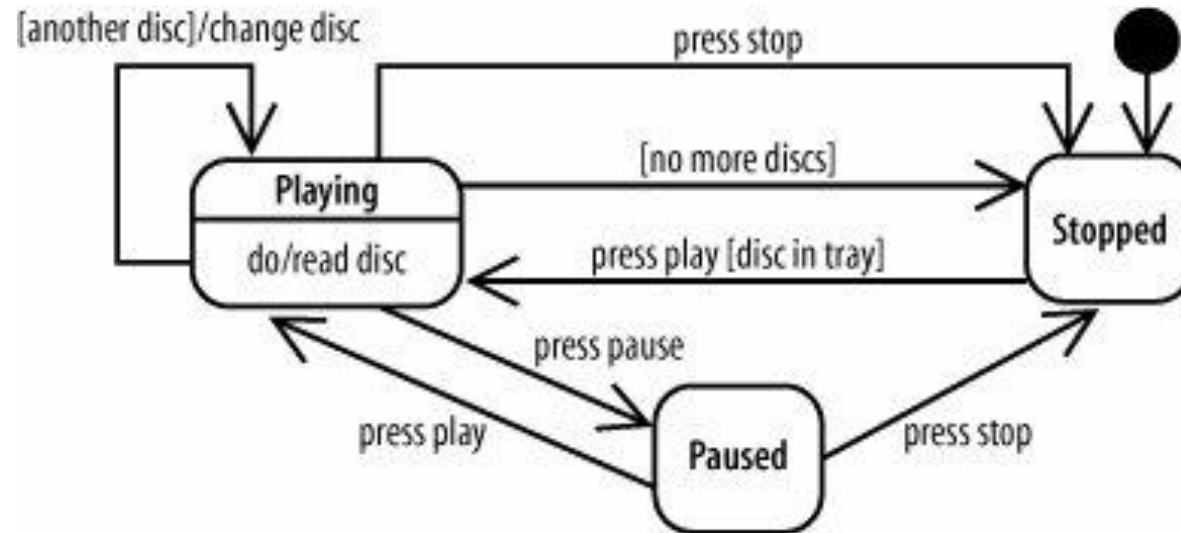 [another disc]/change disc
press stop
[no more discs]
Playing
do/read disc
press play [disc in tray]
Stopped
press pause
press play
Paused
press stop